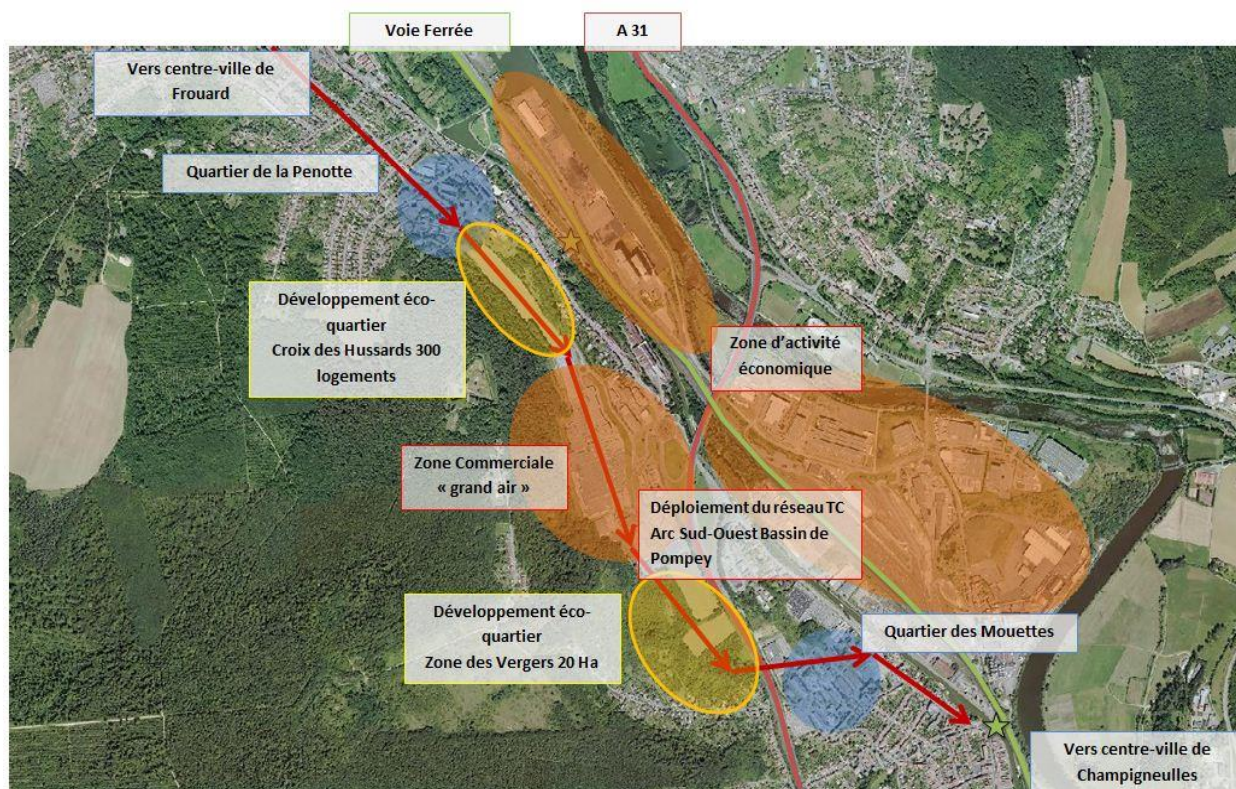 Voie Ferrée
A 31
Vers centre-ville de
Frouard
Quartier de la Penotte
Développement éco-
quartier
Croix des Hussards 300
logements
Zone d'activité
économique
Zone Commerciale
« grand air »
Déploiement du réseau TC
Arc Sud-Ouest Bassin de
Pompey
Développement éco-
quartier
Zone des Vergers 20 Ha
Quartier des Mouettes
Vers centre-ville de
Champigneulles